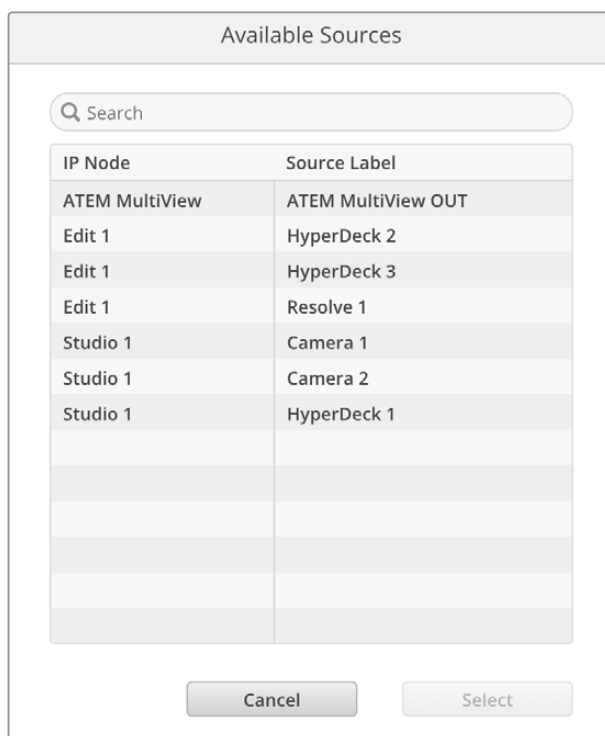 Available Sources
Search
IP Node Source Label
ATEM MultiView ATEM MultiView OUT
Edit 1 HyperDeck 2
Edit 1 HyperDeck 3
Edit 1 Resolve 1
Studio 1 Camera 1
Studio 1 Camera 2
Studio 1 HyperDeck 1
Cancel Select